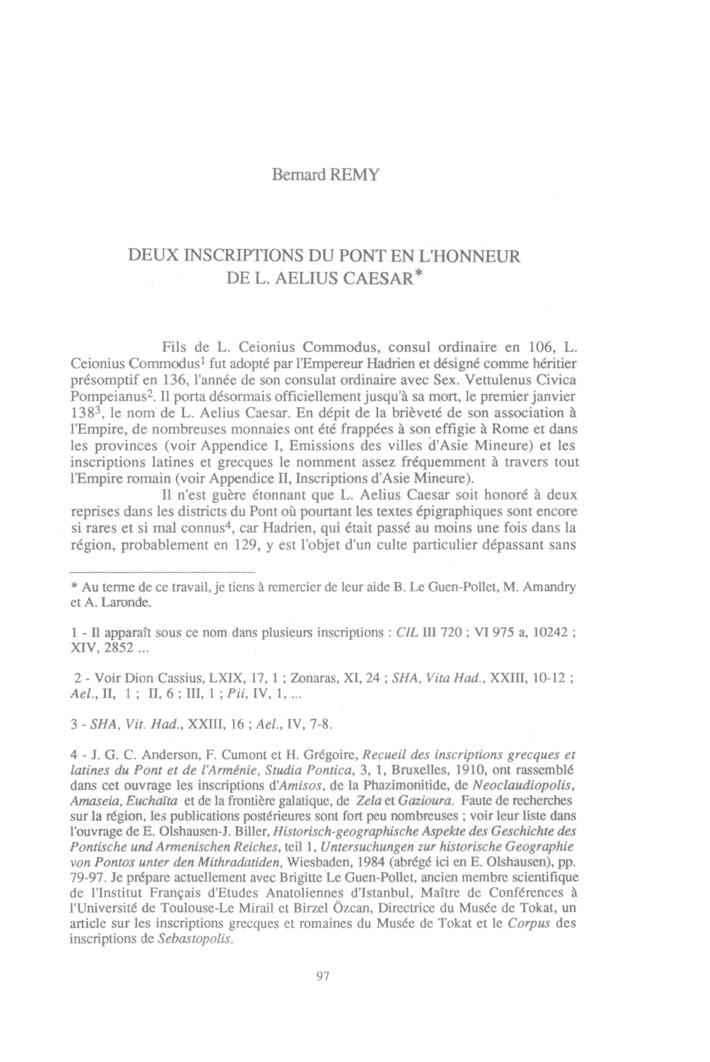 Bernard REMY
DEUX INSCRIPTIONS DU PONT EN L'HONNEUR
DE L. AELIUS CAESAR*
Fils de L. Ceionius Commodus, consul ordinaire en 106, L.
Ceionius Commodus1 fut adopté par l'Empereur Hadrien et désigné comme héritier
présomptif en 136, l'année de son consulat ordinaire avec Sex. Vettulenus Civica
Pompeianus2. Il porta désormais officiellement jusqu'à sa mort, le premier janvier
1383, le nom de L. Aelius Caesar. En dépit de la brièveté de son association à
l'Empire, de nombreuses monnaies ont été frappées à son effigie à Rome et dans
les provinces (voir Appendice I, Emissions des villes d'Asie Mineure) et les
inscriptions latines et grecques le nomment assez fréquemment à travers tout
l'Empire romain (voir Appendice II, Inscriptions d'Asie Mineure).
Il n'est guère étonnant que L. Aelius Caesar soit honoré à deux
reprises dans les districts du Pont où pourtant les textes épigraphiques sont encore
si rares et si mal connus4, car Hadrien, qui était passé au moins une fois dans la
région, probablement en 129, y est l'objet d'un culte particulier dépassant sans
* Au terme de ce travail, je tiens à remercier de leur aide B. Le Guen-Pollet, M. Amandry
et A. Laronde.
1 - Il apparaît sous ce nom dans plusieurs inscriptions : CIL III 720 ; VI 975 a, 10242 ;
XIV, 2852 ...
2 - Voir Dion Cassius, LXIX, 17, 1 ; Zonaras, XI, 24 ; SHA, Vita Had., XXIII, 10-12 ;
Ael., II, 1 ; II, 6 ; III, 1 ; Pii, IV, 1, ...
3 - SHA, Vit. Had., XXIII, 16 ; Ael., IV, 7-8.
4 - J. G. C. Anderson, F. Cumont et H. Grégoire, Recueil des inscriptions grecques et
latines du Pont et de l'Arménie, Studia Pontica, 3, 1, Bruxelles, 1910, ont rassemblé
dans cet ouvrage les inscriptions d'Amisos, de la Phazimonitide, de Neoclaudiopolis,
Amaseia, Euchaïta et de la frontière galatique, de Zela et Gazioura. Faute de recherches
sur la région, les publications postérieures sont fort peu nombreuses ; voir leur liste dans
l'ouvrage de E. Olshausen-J. Biller, Historisch-geographische Aspekte des Geschichte des
Pontische und Armenischen Reiches, teil 1, Untersuchungen zur historische Geographie
von Pontos unter den Mithradatiden, Wiesbaden, 1984 (abrégé ici en E. Olshausen), pp.
79-97. Je prépare actuellement avec Brigitte Le Guen-Pollet, ancien membre scientifique
de l'Institut Français d'Etudes Anatoliennes d'Istanbul, Maître de Conférences à
l'Université de Toulouse-Le Mirail et Birzel Özcan, Directrice du Musée de Tokat, un
article sur les inscriptions grecques et romaines du Musée de Tokat et le Corpus des
inscriptions de Sebastopolis.
97